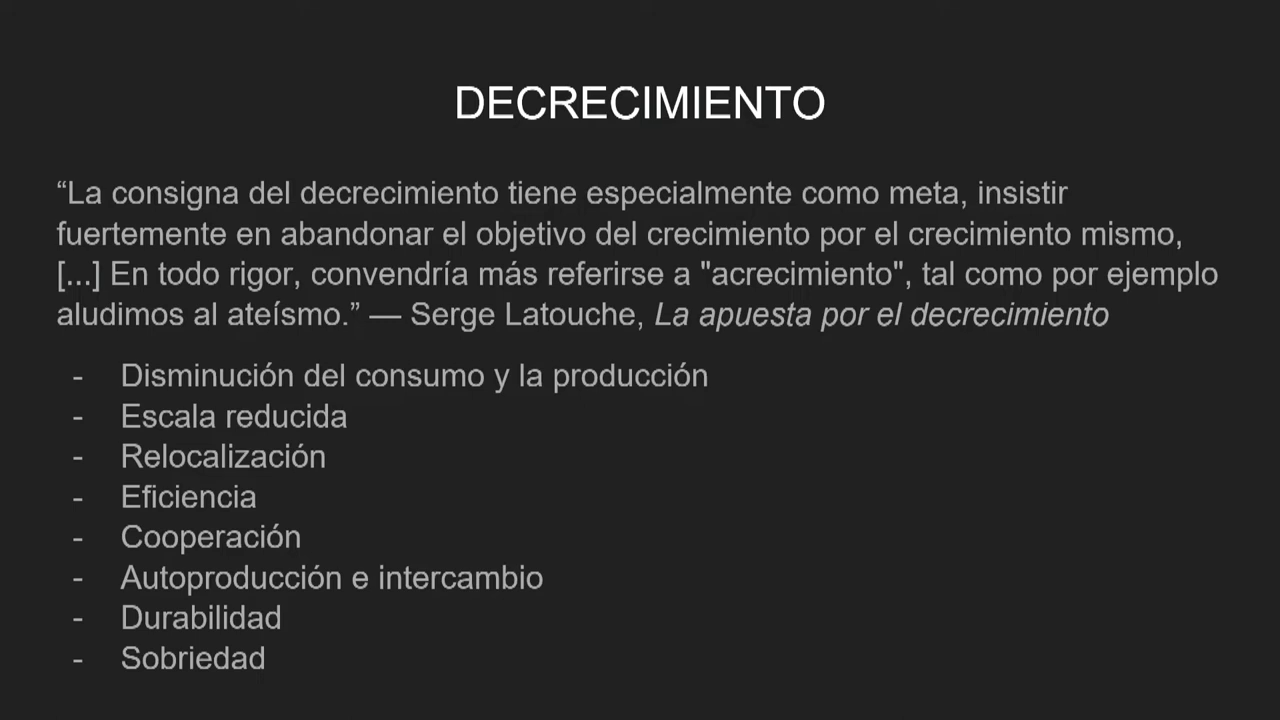 DECRECIMIENTO
“La consigna del decrecimiento tiene especialmente como meta, insistir
fuertemente en abandonar el objetivo del crecimiento por el crecimiento mismo,
[...] En todo rigor, convendría más referirse a "acrecimiento", tal como por ejemplo
aludimos al ateísmo.” — Serge Latouche, La apuesta por el decrecimiento
- Disminución del consumo y la producción
- Escala reducida
- Relocalización
- Eficiencia
- Cooperación
- Autoproducción e intercambio
- Durabilidad
- Sobriedad